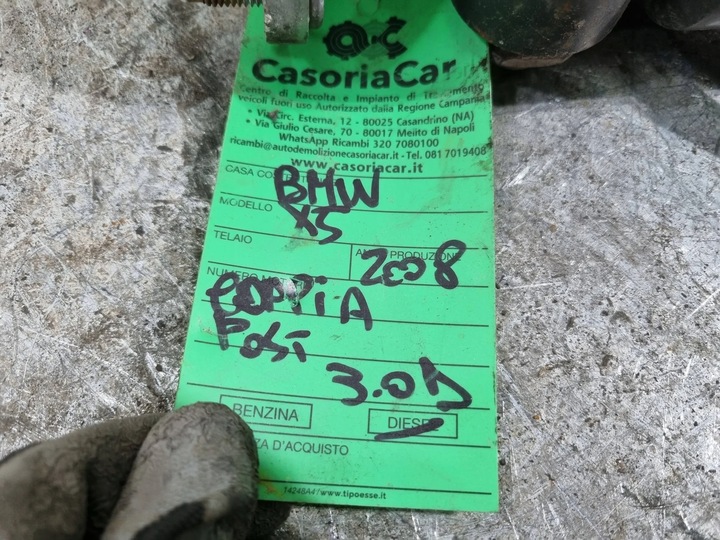 CasoriaCar
Centro di Raccolta e Impianto di Trattamento
veicoli fuori uso Autorizzato dalla Regione Campania
• Via Circ. Esterna, 12 - 80025 Casandrino (NA)
• Via Giulio Cesare, 70 - 80017 Melito di Napoli
WhatsApp Ricambi 320 7080100
ricambi@autodemolizionecasoriacar.it - Tel. 081 7019408
www.casoriacar.it
CASA
BMW
MODELLO X5
TELAIO
PRODUZIONE 2008
NUMERO
COPPIA
POST
3.0D
BENZINA DIESEL
D'ACQUISTO
www.tipoesse.it